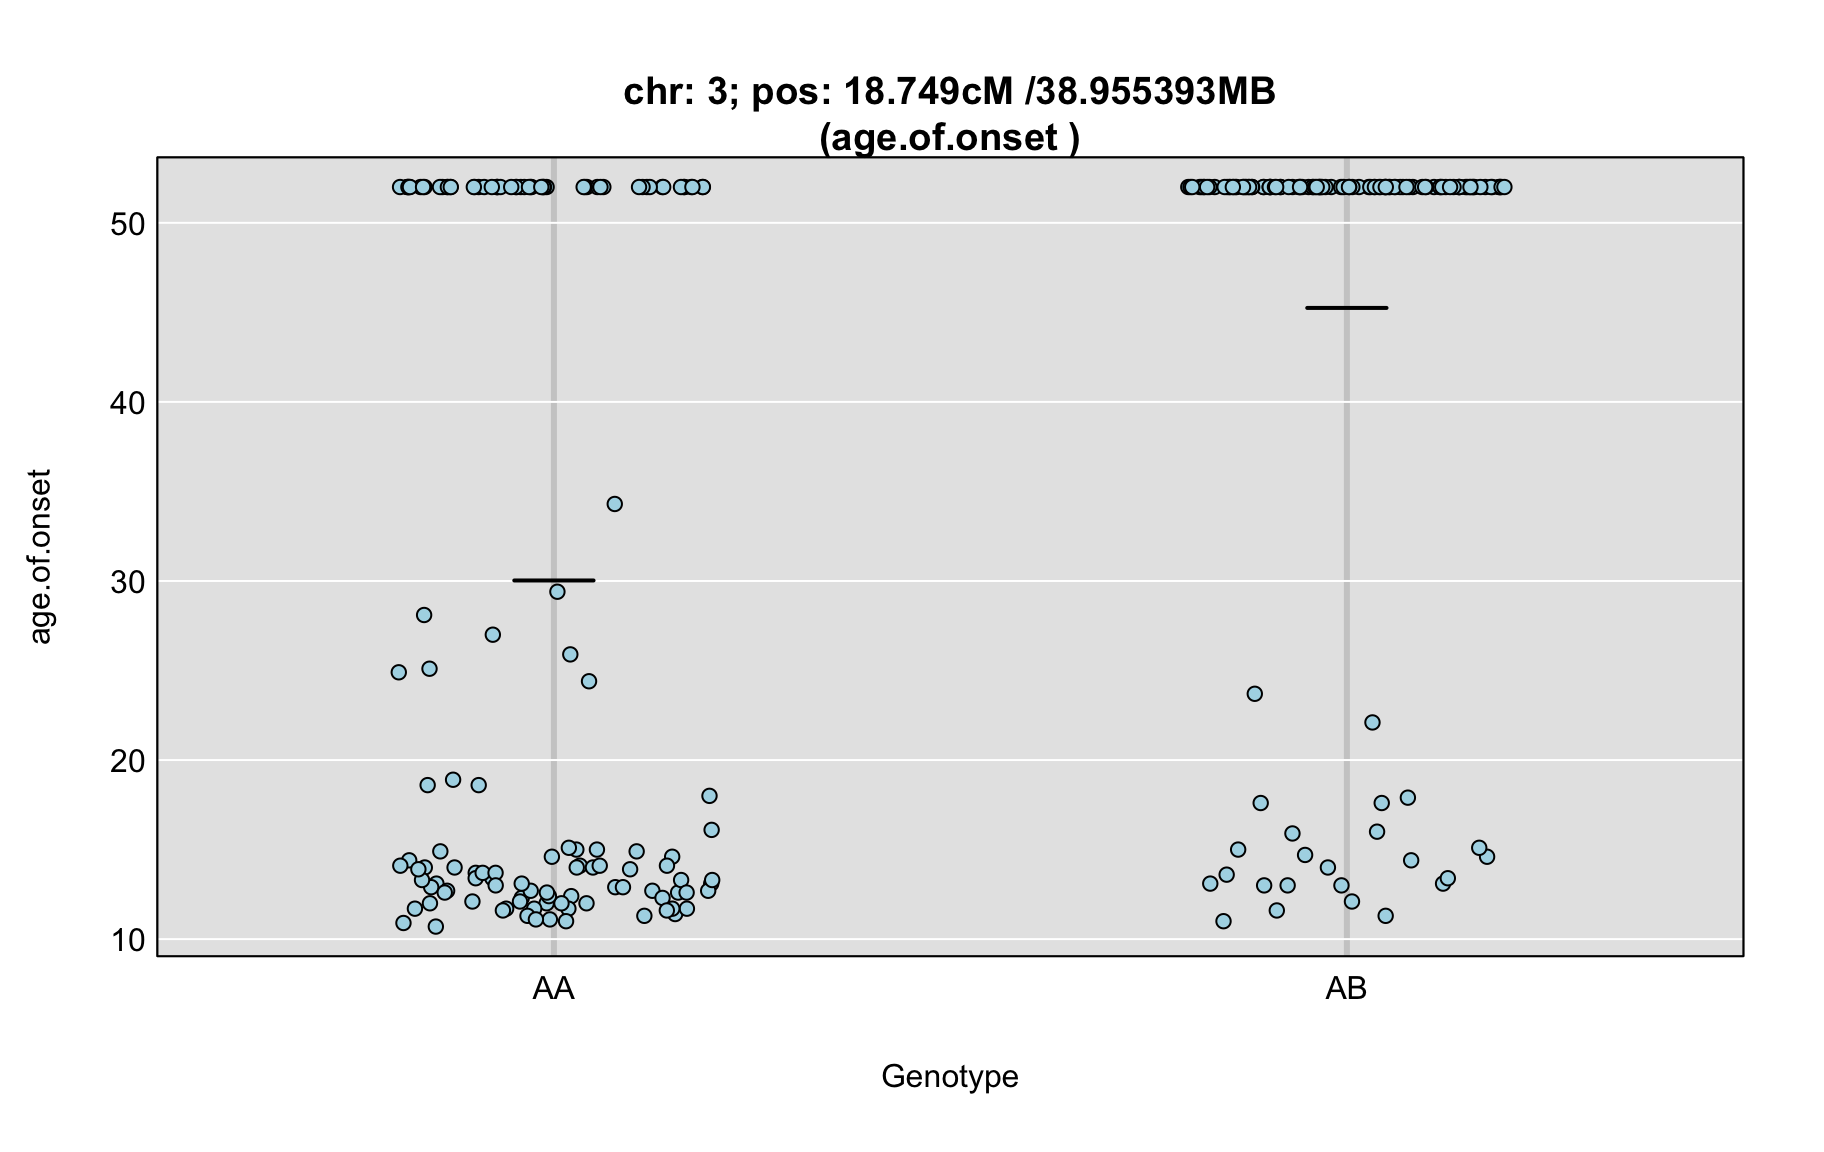 chr: 3; pos: 18.749cM /38.955393MB
(age.of.onset )
50
40
30
20
10
age.of.onset
AA
AB
Genotype